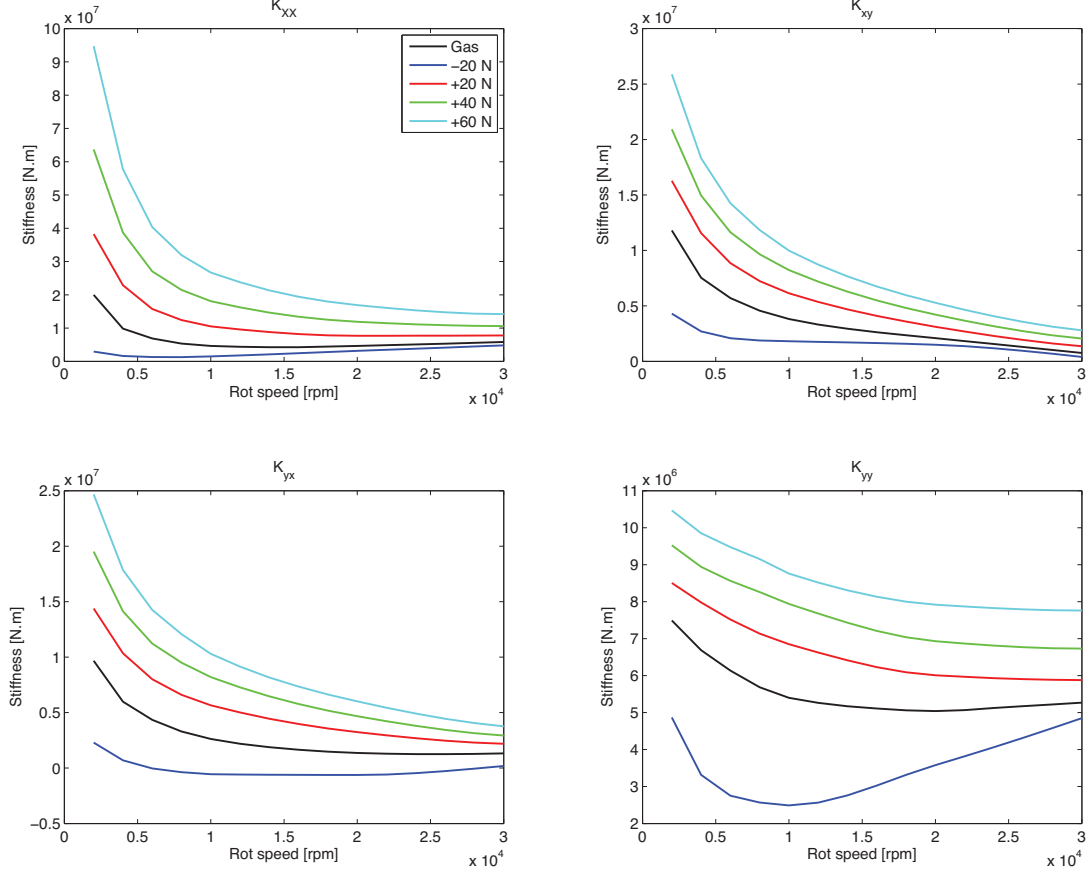 K_XX
x 10^7
Stiffness [N.m]
10
9
8
7
6
5
4
3
2
1
0
0 0.5 1 1.5 2 2.5 3
Rot speed [rpm]
x 10^4
Gas
−20 N
+20 N
+40 N
+60 N
K_xy
x 10^7
Stiffness [N.m]
3
2.5
2
1.5
1
0.5
0
0 0.5 1 1.5 2 2.5 3
Rot speed [rpm]
x 10^4
K_yx
x 10^7
Stiffness [N.m]
2.5
2
1.5
1
0.5
0
−0.5
0 0.5 1 1.5 2 2.5 3
Rot speed [rpm]
x 10^4
K_yy
x 10^6
Stiffness [N.m]
11
10
9
8
7
6
5
4
3
2
0 0.5 1 1.5 2 2.5 3
Rot speed [rpm]
x 10^4